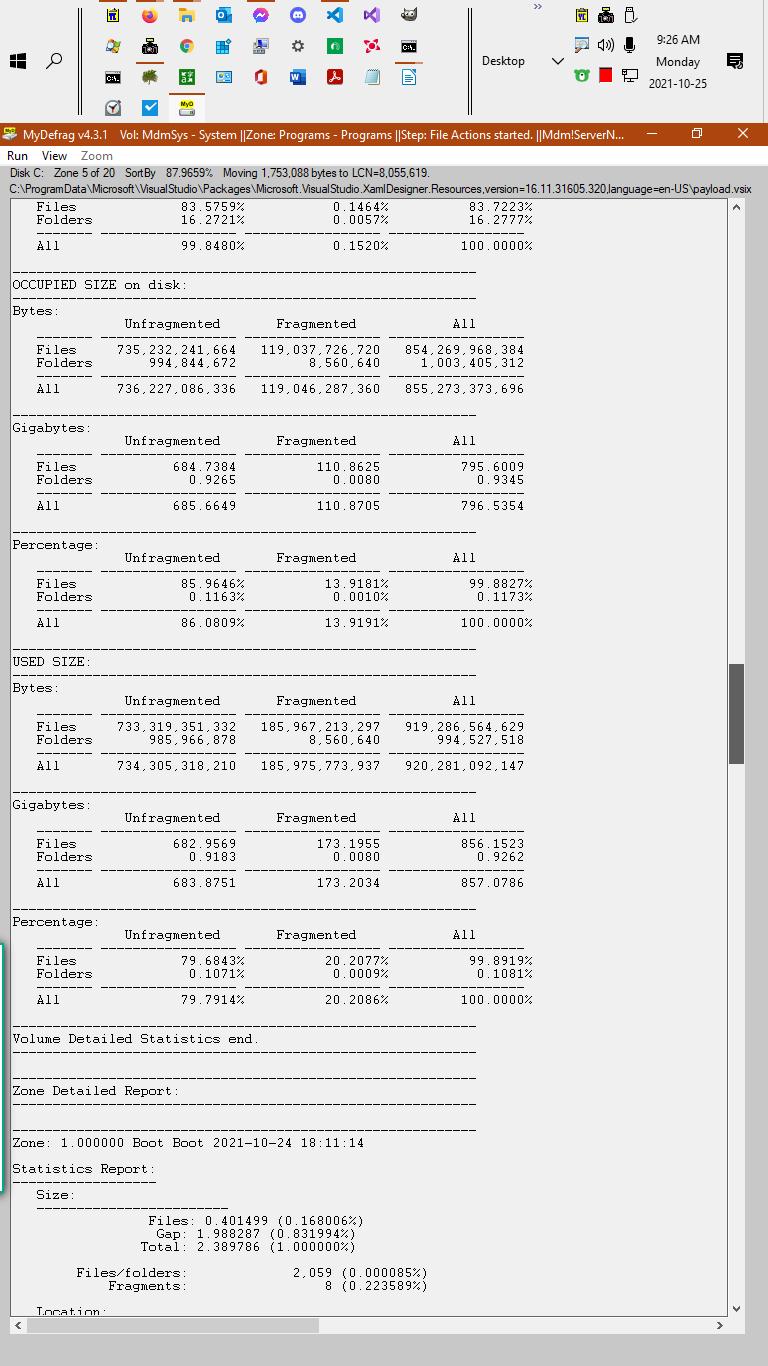 »
9:26 AM
Desktop
Monday
2021-10-25
MyDefrag v4.3.1 Vol: MdmSys - System ||Zone: Programs - Programs ||Step: File Actions started. ||Mdm!ServerN...
Run View Zoom
Disk C: Zone 5 of 20 SortBy 87.9659% Moving 1,753,088 bytes to LCN=8,055,619.
C:\ProgramData\Microsoft\VisualStudio\Packages\Microsoft.VisualStudio.XamlDesigner.Resources,version=16.11.31605.320,language=en-US\payload.vsix
Files 83.5759% 0.1464% 83.7223%
Folders 16.2721% 0.0057% 16.2777%
All 99.8480% 0.1520% 100.0000%
OCCUPIED SIZE on disk:
Bytes:
Unfragmented Fragmented All
Files 735,232,241,664 119,037,726,720 854,269,968,384
Folders 994,844,672 8,560,640 1,003,405,312
All 736,227,086,336 119,046,287,360 855,273,373,696
Gigabytes:
Unfragmented Fragmented All
Files 684.7384 110.8625 795.6009
Folders 0.9265 0.0080 0.9345
All 685.6649 110.8705 796.5354
Percentage:
Unfragmented Fragmented All
Files 85.9646% 13.9181% 99.8827%
Folders 0.1163% 0.0010% 0.1173%
All 86.0809% 13.9191% 100.0000%
USED SIZE:
Bytes:
Unfragmented Fragmented All
Files 733,319,351,332 185,967,213,297 919,286,564,629
Folders 985,966,878 8,560,640 994,527,518
All 734,305,318,210 185,975,773,937 920,281,092,147
Gigabytes:
Unfragmented Fragmented All
Files 682.9569 173.1955 856.1523
Folders 0.9183 0.0080 0.9262
All 683.8751 173.2034 857.0786
Percentage:
Unfragmented Fragmented All
Files 79.6843% 20.2077% 99.8919%
Folders 0.1071% 0.0009% 0.1081%
All 79.7914% 20.2086% 100.0000%
Volume Detailed Statistics end.
Zone Detailed Report:
Zone: 1.000000 Boot Boot 2021-10-24 18:11:14
Statistics Report:
Size:
Files: 0.401499 (0.168006%)
Gap: 1.988287 (0.831994%)
Total: 2.389786 (1.000000%)
Files/folders: 2,059 (0.000085%)
Fragments: 8 (0.223589%)
Location: